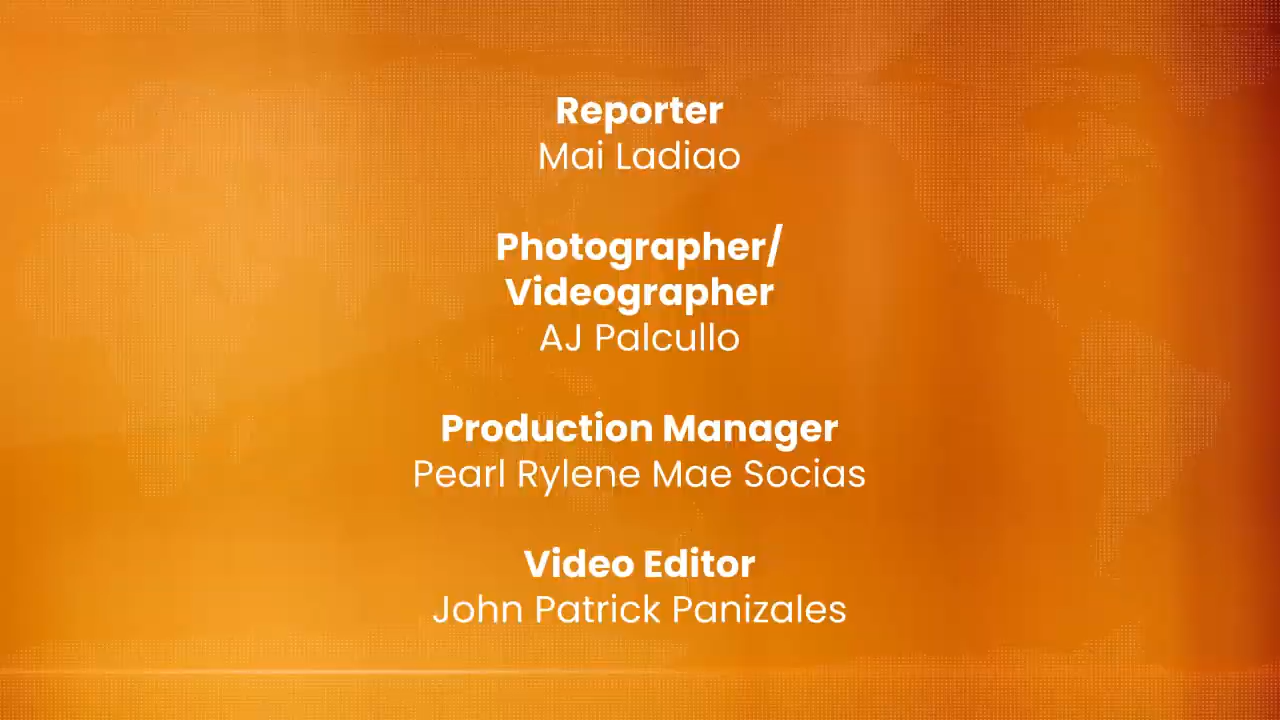 Reporter
Mai Ladiao
Photographer/
Videographer
AJ Palcullo
Production Manager
Pearl Rylene Mae Socias
Video Editor
John Patrick Panizales